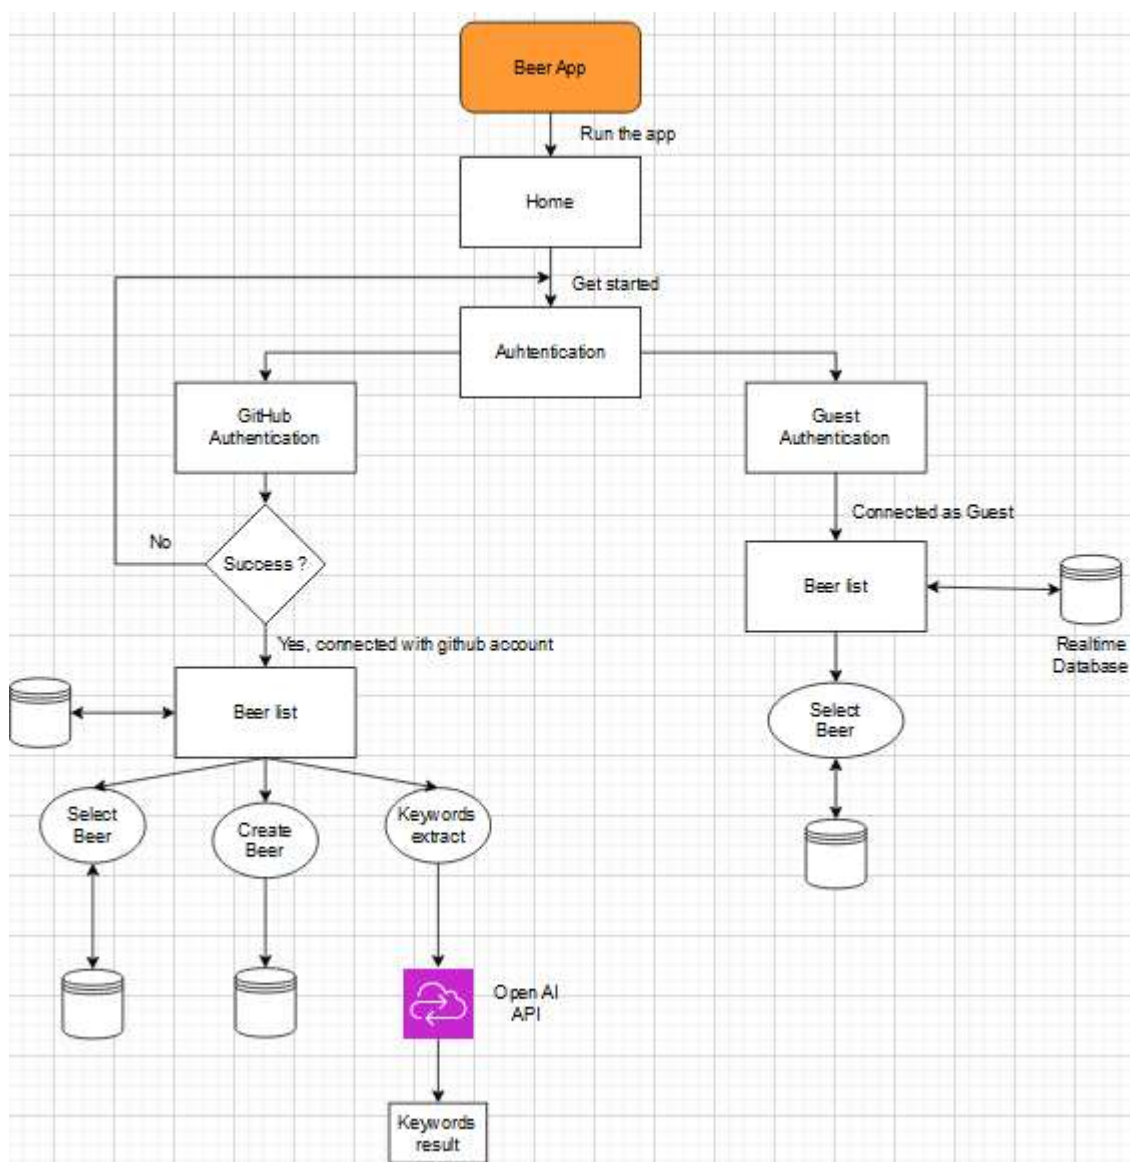 Beer App
Run the app
Home
Get started
Auhtentication
GitHub
Authentication
Guest
Authentication
Connected as Guest
No
Success ?
Beer list
Realtime
Database
Yes, connected with github account
Beer list
Select
Beer
Select
Beer
Create
Beer
Keywords
extract
Open AI
API
Keywords
result